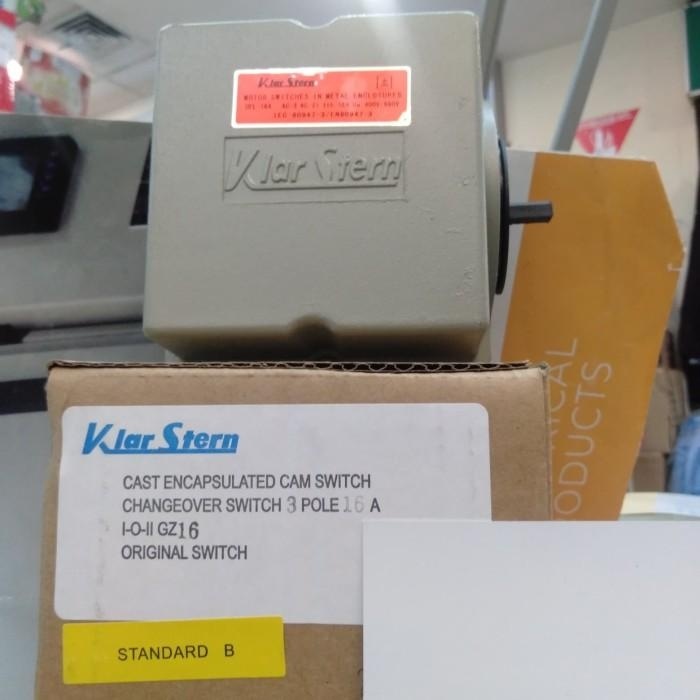 Klar Stern
MOTOR SWITCHES IN METAL ENCLOSURES
IEC 60947-3/EN60947-3
Klar Stern
Klar Stern
CAST ENCAPSULATED CAM SWITCH
CHANGEOVER SWITCH 3 POLE 16 A
I-O-II GZ16
ORIGINAL SWITCH
STANDARD B
ODUCTS